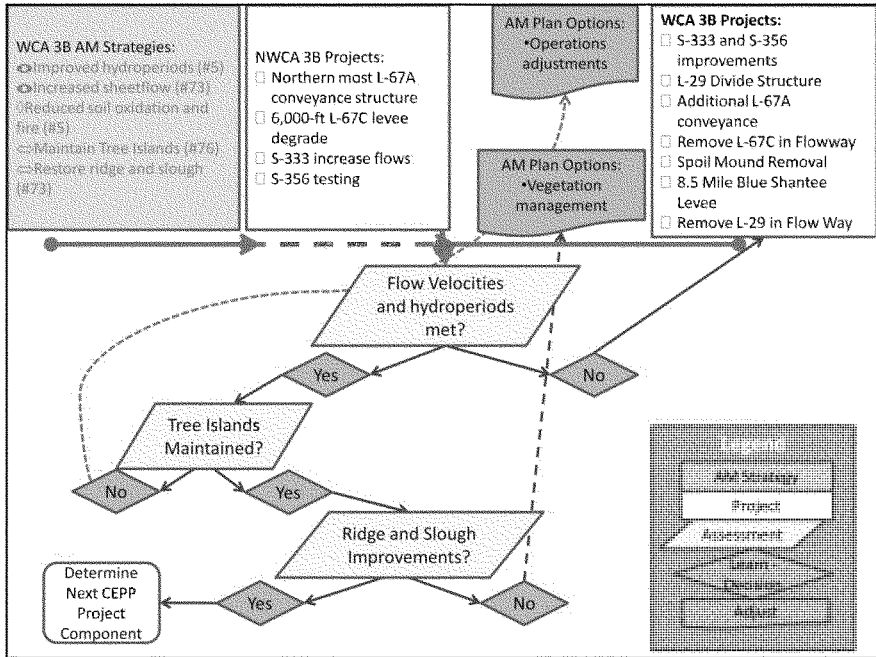 WCA 3B AM Strategies:
Improved hydroperiods (#5)
Increased sheetflow (#73)
Reduced soil oxidation and
fire (#5)
Maintain Tree Islands (#76)
Restore ridge and slough
(#73)
NWCA 3B Projects:
Northern most L-67A
conveyance structure
6,000-ft L-67C levee
degrade
S-333 increase flows
S-356 testing
AM Plan Options:
•Operations
adjustments
AM Plan Options:
•Vegetation
management
WCA 3B Projects:
S-333 and S-356
improvements
L-29 Divide Structure
Additional L-67A
conveyance
Remove L-67C in Flowway
Spoil Mound Removal
8.5 Mile Blue Shantee
Levee
Remove L-29 in Flow Way
Flow Velocities
and hydroperiods
met?
Yes
No
Tree Islands
Maintained?
No
Yes
Ridge and Slough
Improvements?
Yes
No
Determine
Next CEPP
Project
Component
Legend
AM Strategy
Project
Assessment
Learn -
Decision
Adjust